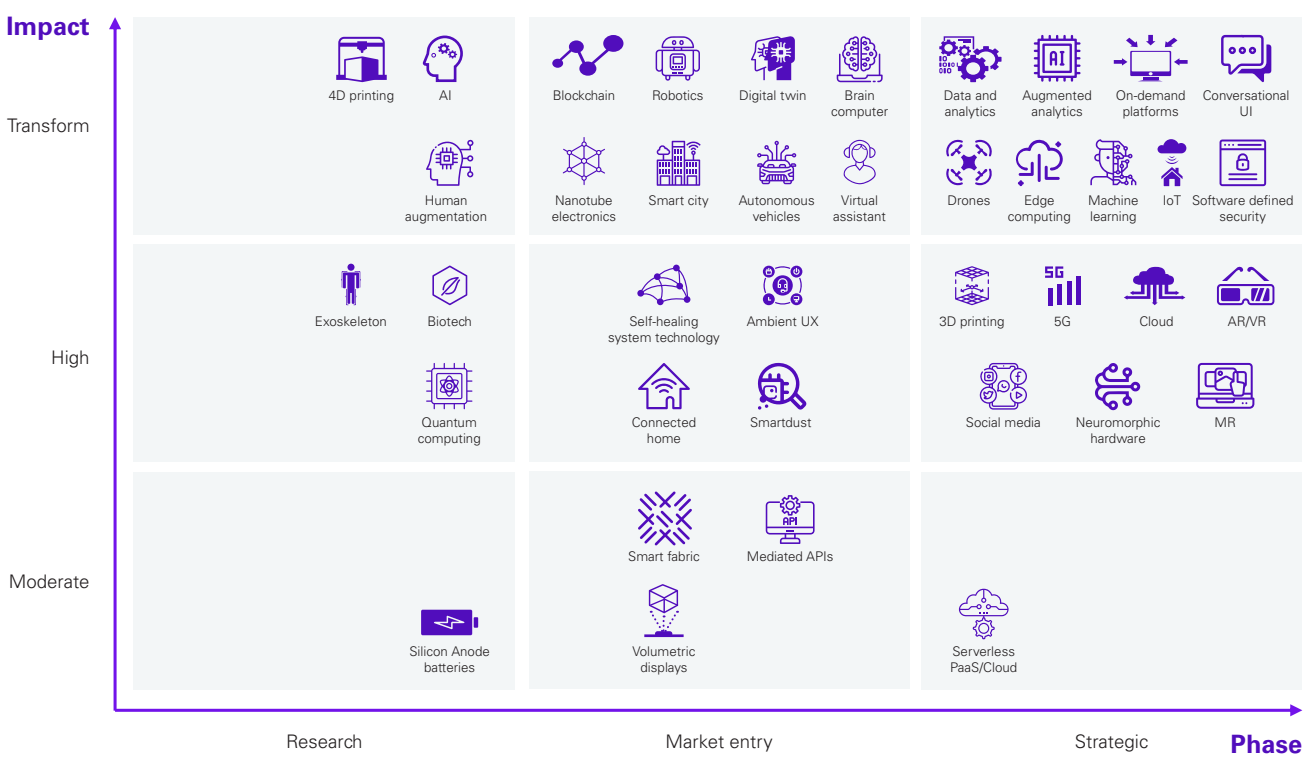 Impact
Transform
4D printing
AI
Human
augmentation
Blockchain
Robotics
Digital twin
Brain
computer
Nanotube
electronics
Smart city
Autonomous
vehicles
Virtual
assistant
Data and
analytics
Augmented
analytics
On-demand
platforms
Conversational
UI
AI
Drones
Edge
computing
Machine
learning
IoT
Software defined
security
High
Exoskeleton
Biotech
Quantum
computing
Self-healing
system technology
Ambient UX
Connected
home
Smartdust
3D printing
5G
5G
Cloud
AR/VR
Social media
Neuromorphic
hardware
MR
Moderate
Silicon Anode
batteries
Smart fabric
API
Mediated APIs
Volumetric
displays
Serverless
PaaS/Cloud
Research
Market entry
Strategic
Phase